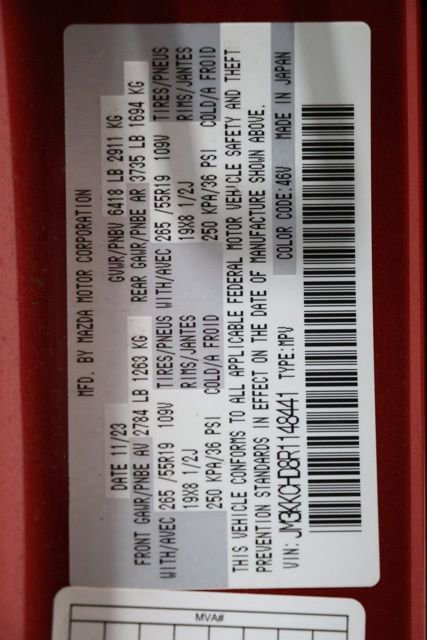 MFD. BY MAZDA MOTOR CORPORATION
DATE 11/23 GVWR/PNBV 6418 LB 2911 KG
FRONT GAWR/PNBE AV 2784 LB 1263 KG REAR GAWR/PNBE AR 3735 LB 1694 KG
WITH/AVEC 265 /55R19 109V TIRES/PNEUS WITH/AVEC 265 /55R19 109V TIRES/PNEUS
19X8 1/2J RIMS/JANTES 19X8 1/2J RIMS/JANTES
250 KPA/36 PSI COLD/A FROID 250 KPA/36 PSI COLD/A FROID
THIS VEHICLE CONFORMS TO ALL APPLICABLE FEDERAL MOTOR VEHICLE SAFETY AND THEFT
PREVENTION STANDARDS IN EFFECT ON THE DATE OF MANUFACTURE SHOWN ABOVE.
COLOR CODE:46V MADE IN JAPAN
VIN: JM3KKCHD8R1148441 TYPE:MPV
MVA#